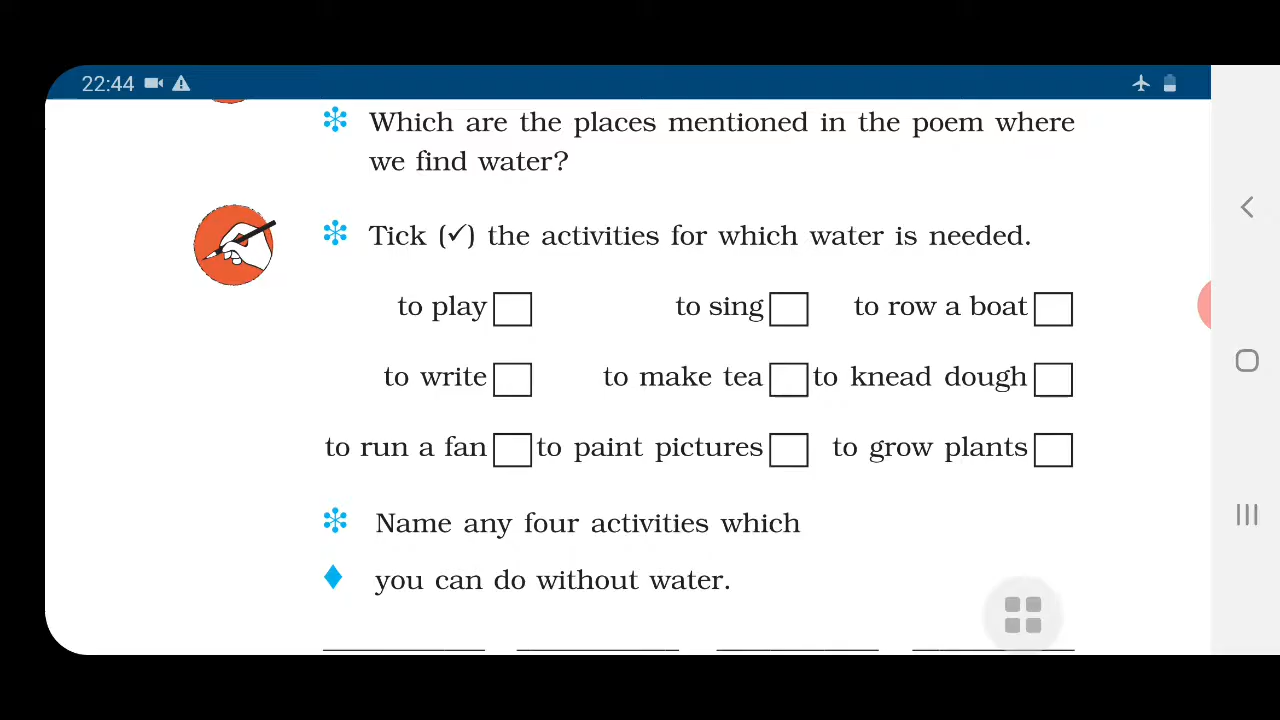 22:44
Which are the places mentioned in the poem where
we find water?
Tick (✓) the activities for which water is needed.
to play to sing to row a boat
to write to make tea to knead dough
to run a fan to paint pictures to grow plants
Name any four activities which
you can do without water.